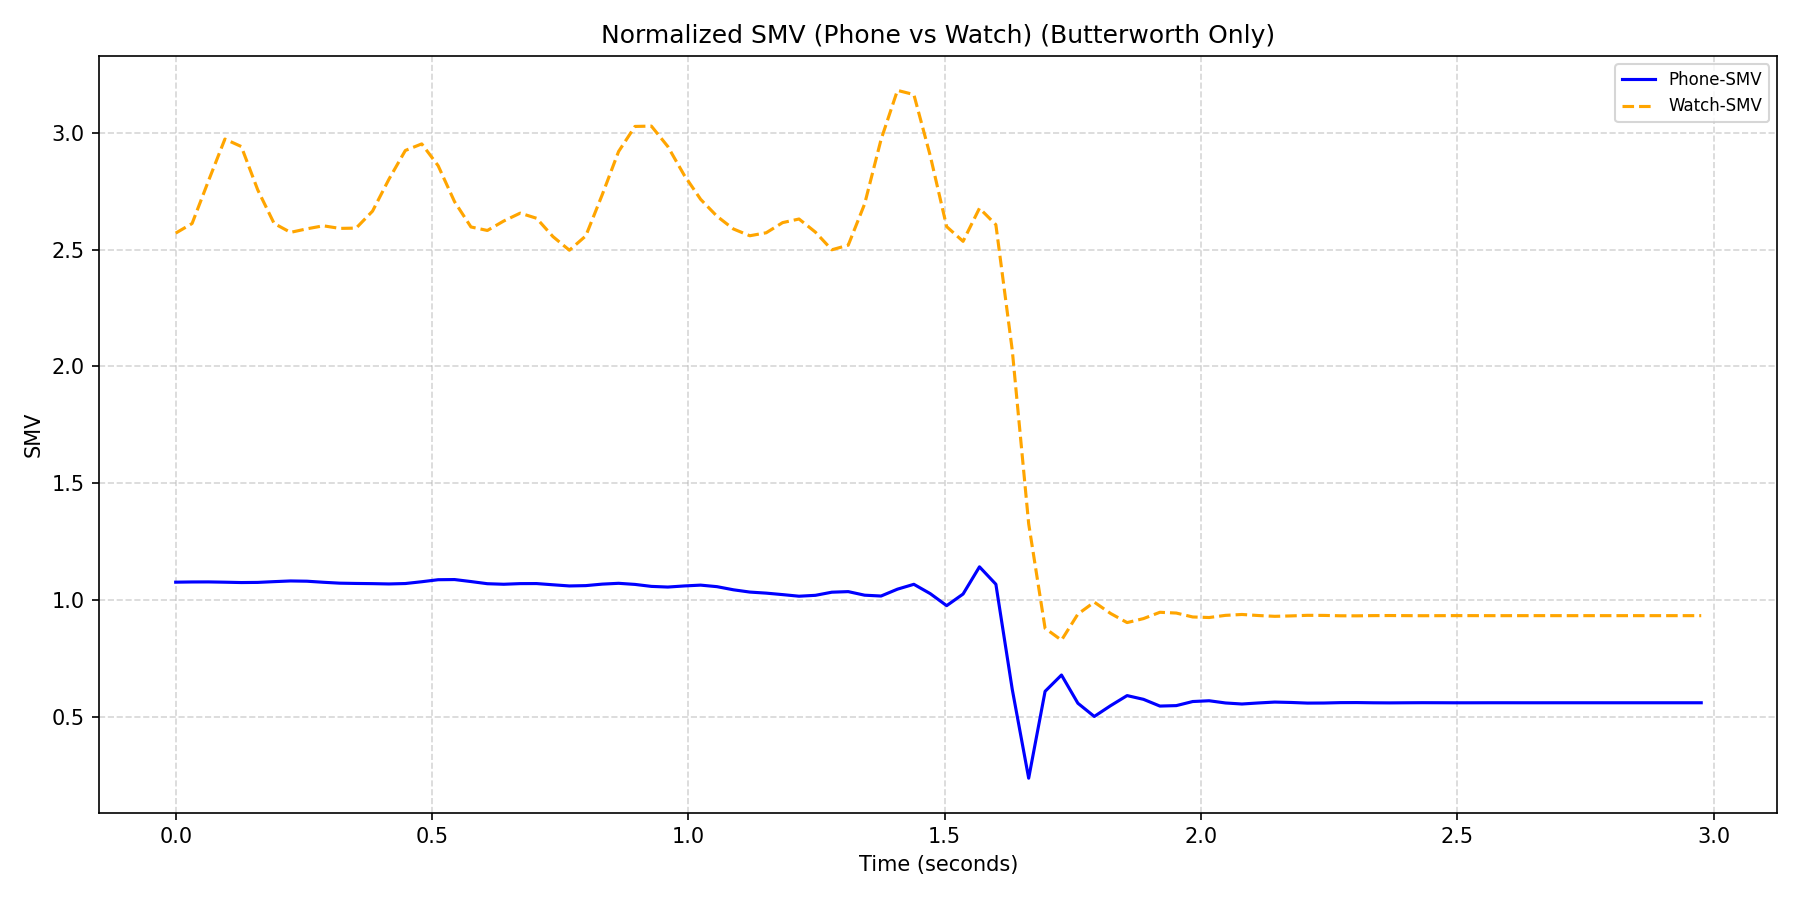 Normalized SMV (Phone vs Watch) (Butterworth Only)
Phone-SMV
Watch-SMV
3.0
2.5
2.0
1.5
1.0
0.5
SMV
0.0 0.5 1.0 1.5 2.0 2.5 3.0
Time (seconds)